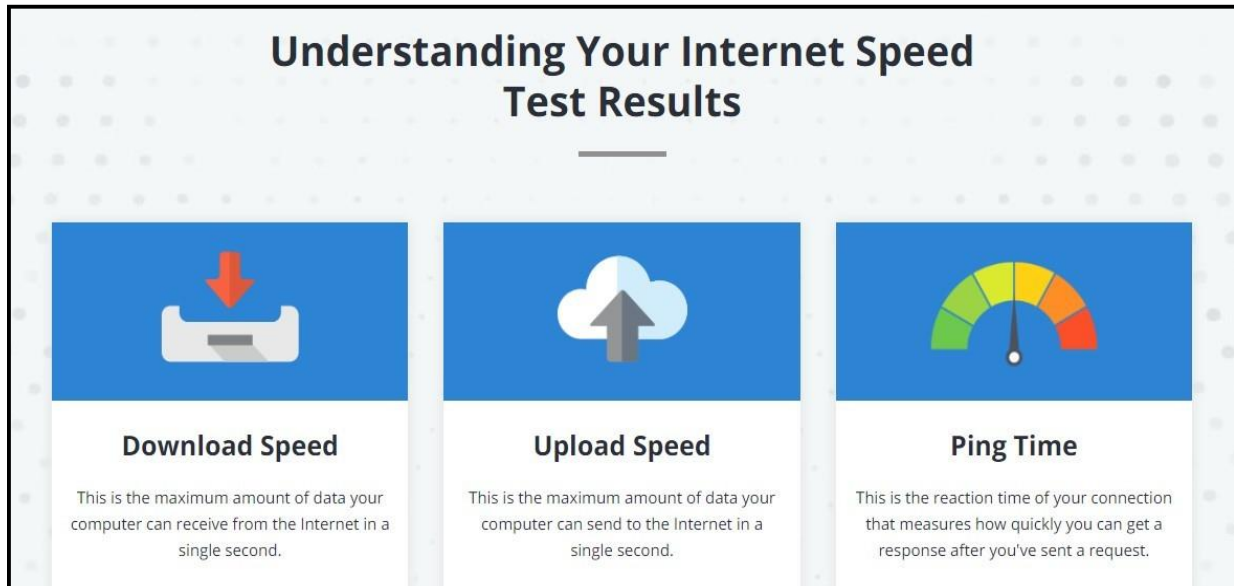 Understanding Your Internet Speed
Test Results
Download Speed
This is the maximum amount of data your
computer can receive from the Internet in a
single second.
Upload Speed
This is the maximum amount of data your
computer can send to the Internet in a
single second.
Ping Time
This is the reaction time of your connection
that measures how quickly you can get a
response after you've sent a request.